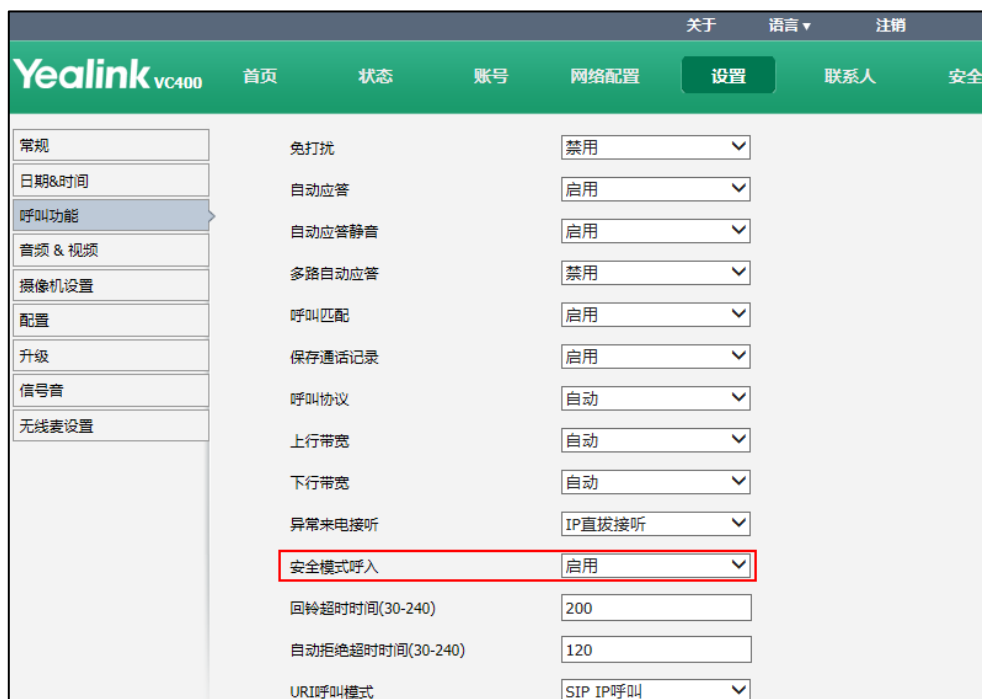 关于 语言▼ 注销
Yealink VC400 首页 状态 账号 网络配置 设置 联系人 安全
常规
日期&时间
呼叫功能
音频 & 视频
摄像机设置
配置
升级
信号音
无线麦设置
免打扰 禁用
自动应答 启用
自动应答静音 启用
多路自动应答 禁用
呼叫匹配 启用
保存通话记录 启用
呼叫协议 自动
上行带宽 自动
下行带宽 自动
异常来电接听 IP直拔接听
安全模式呼入 启用
回铃超时时间(30-240) 200
自动拒绝超时时间(30-240) 120
URI呼叫模式 SIP IP呼叫